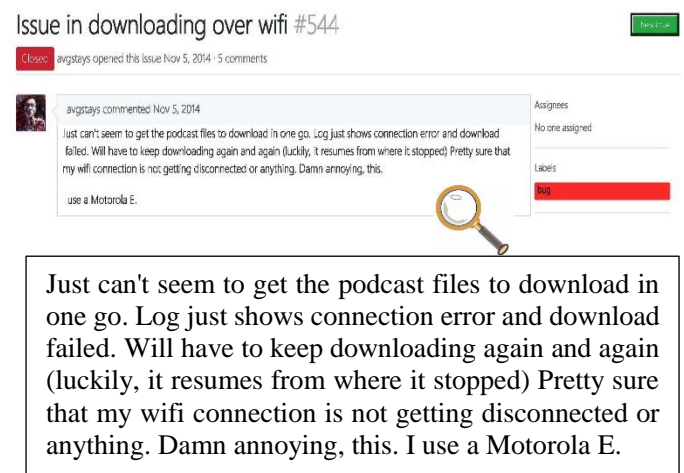 Issue in downloading over wifi #544
New issue
Closed avgstays opened this issue Nov 5, 2014 · 5 comments
avgstays commented Nov 5, 2014
Just can't seem to get the podcast files to download in one go. Log just shows connection error and download
failed. Will have to keep downloading again and again (luckily, it resumes from where it stopped) Pretty sure that
my wifi connection is not getting disconnected or anything. Damn annoying, this.
use a Motorola E.
Assignees
No one assigned
Labels
bug
Just can't seem to get the podcast files to download in
one go. Log just shows connection error and download
failed. Will have to keep downloading again and again
(luckily, it resumes from where it stopped) Pretty sure
that my wifi connection is not getting disconnected or
anything. Damn annoying, this. I use a Motorola E.